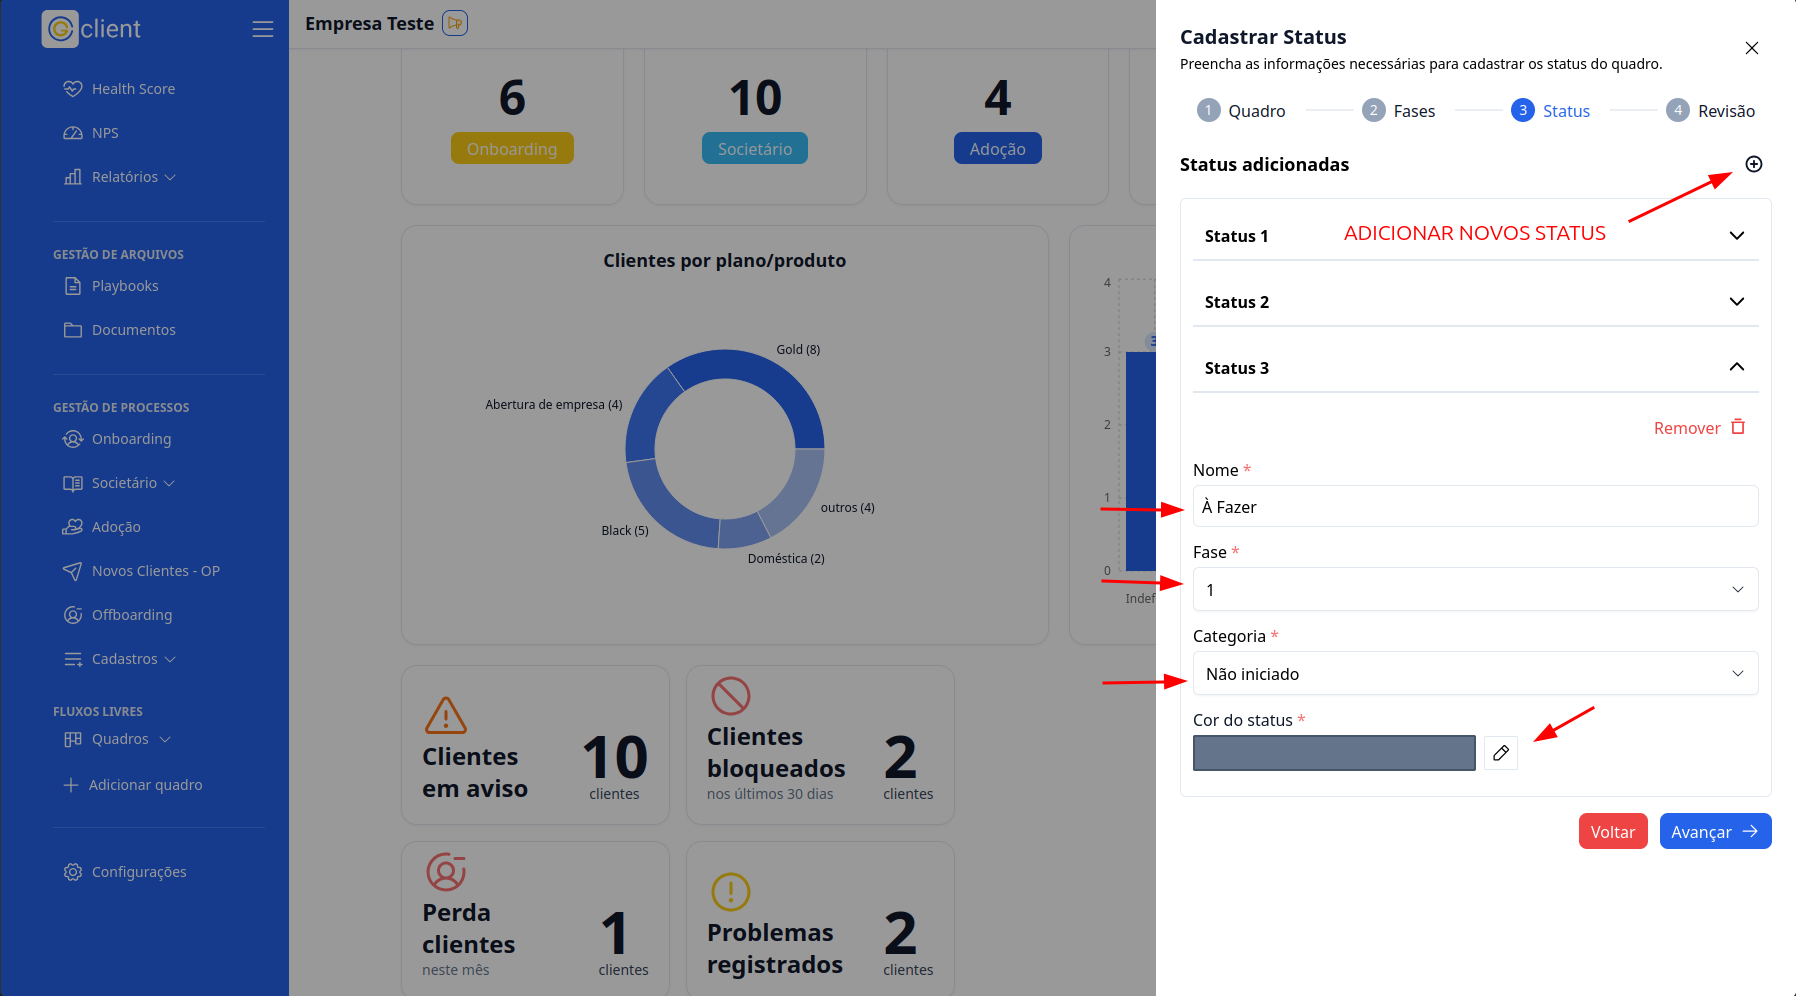 client
Health Score
NPS
Relatórios
GESTÃO DE ARQUIVOS
Playbooks
Documentos
GESTÃO DE PROCESSOS
Onboarding
Societário
Adoção
Novos Clientes - OP
Offboarding
Cadastros
FLUXOS LIVRES
Quadros
Adicionar quadro
Configurações
Empresa Teste
6
Onboarding
10
Societário
4
Adoção
Clientes por plano/produto
Gold (8)
Abertura de empresa (4)
outros (4)
Black (5)
Doméstica (2)
4
3
3
2
1
0
Indef
Clientes
em aviso
10
clientes
Clientes
bloqueados
nos últimos 30 dias
2
clientes
Perda
clientes
neste mês
1
clientes
Problemas
registrados
2
clientes
Cadastrar Status
Preencha as informações necessárias para cadastrar os status do quadro.
1 Quadro
2 Fases
3 Status
4 Revisão
Status adicionadas
Status 1
ADICIONAR NOVOS STATUS
Status 2
Status 3
Remover
Nome *
À Fazer
Fase *
1
Categoria *
Não iniciado
Cor do status *
Voltar
Avançar